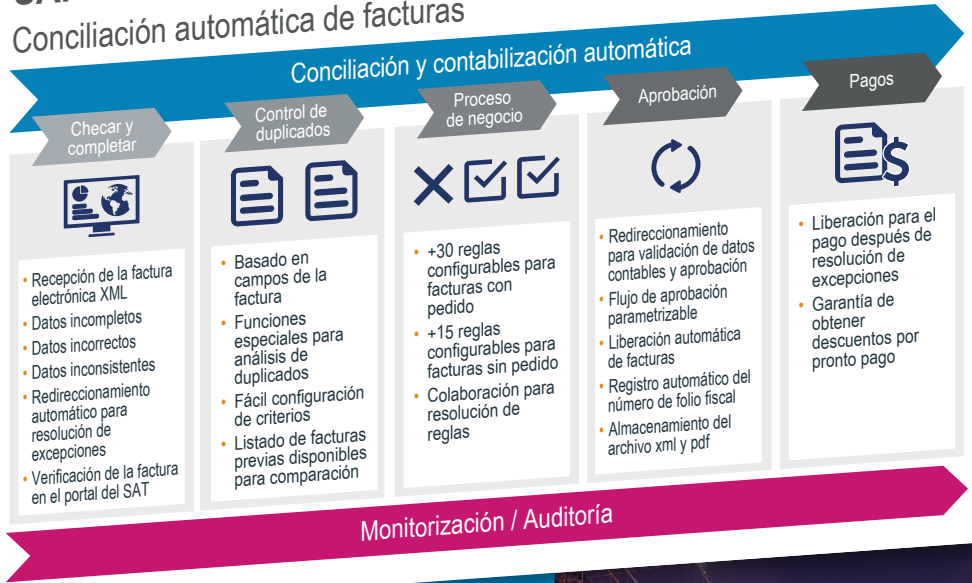 Conciliación automática de facturas
Conciliación y contabilización automática
Checar y
completar
Control de
duplicados
Proceso
de negocio
Aprobación
Pagos
• Recepción de la factura
electrónica XML
• Datos incompletos
• Datos incorrectos
• Datos inconsistentes
• Redireccionamiento
automático para
resolución de
excepciones
• Verificación de la factura
en el portal del SAT
• Basado en
campos de la
factura
• Funciones
especiales para
análisis de
duplicados
• Fácil configuración
de criterios
• Listado de facturas
previas disponibles
para comparación
• +30 reglas
configurables para
facturas con
pedido
• +15 reglas
configurables para
facturas sin pedido
• Colaboración para
resolución de
reglas
• Redireccionamiento
para validación de datos
contables y aprobación
• Flujo de aprobación
parametrizable
• Liberación automática
de facturas
• Registro automático del
número de folio fiscal
• Almacenamiento del
archivo xml y pdf
$
• Liberación para el
pago después de
resolución de
excepciones
• Garantía de
obtener
descuentos por
pronto pago
Monitorización / Auditoría